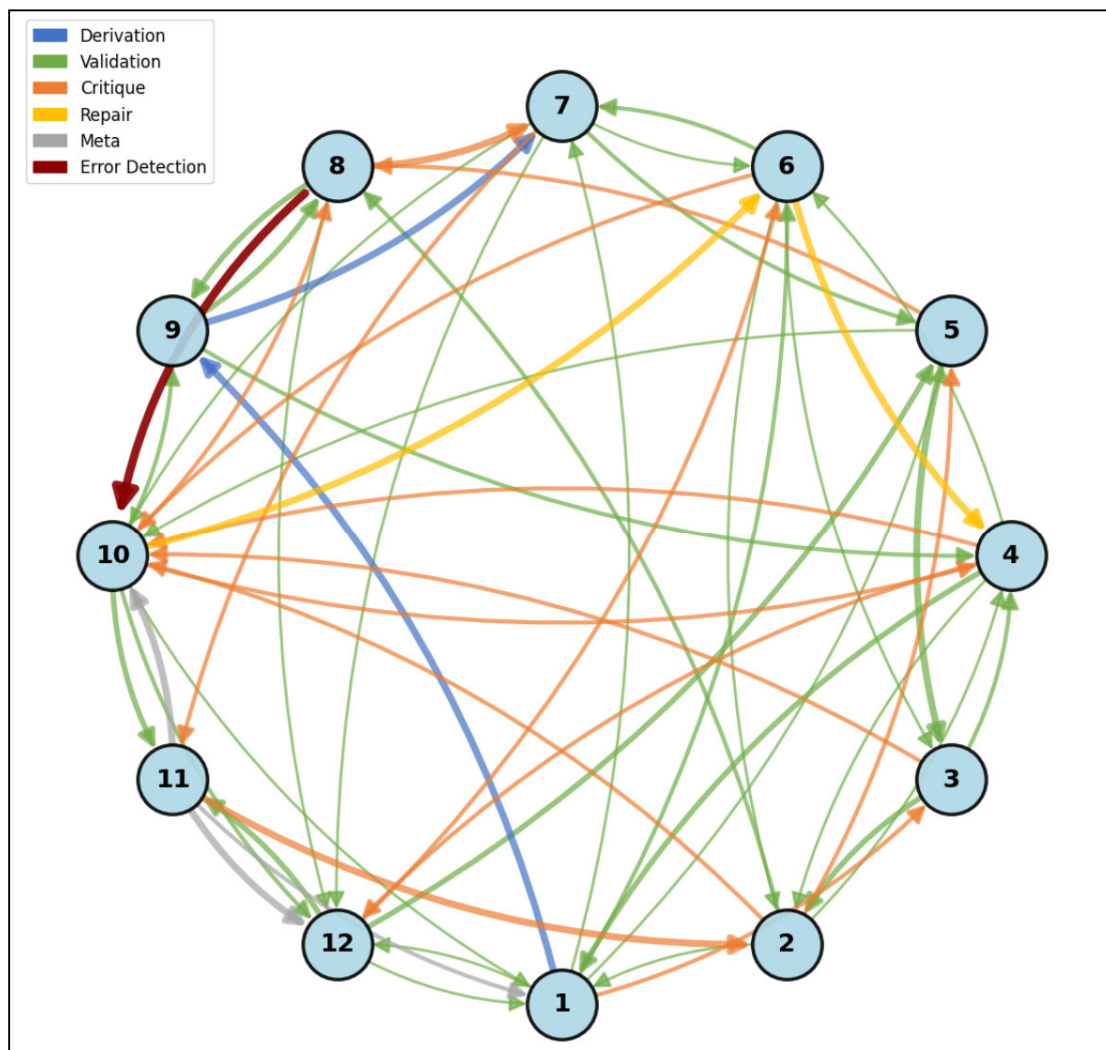 Derivation
Validation
Critique
Repair
Meta
Error Detection
7
8
6
9
5
10
4
11
3
12
2
1